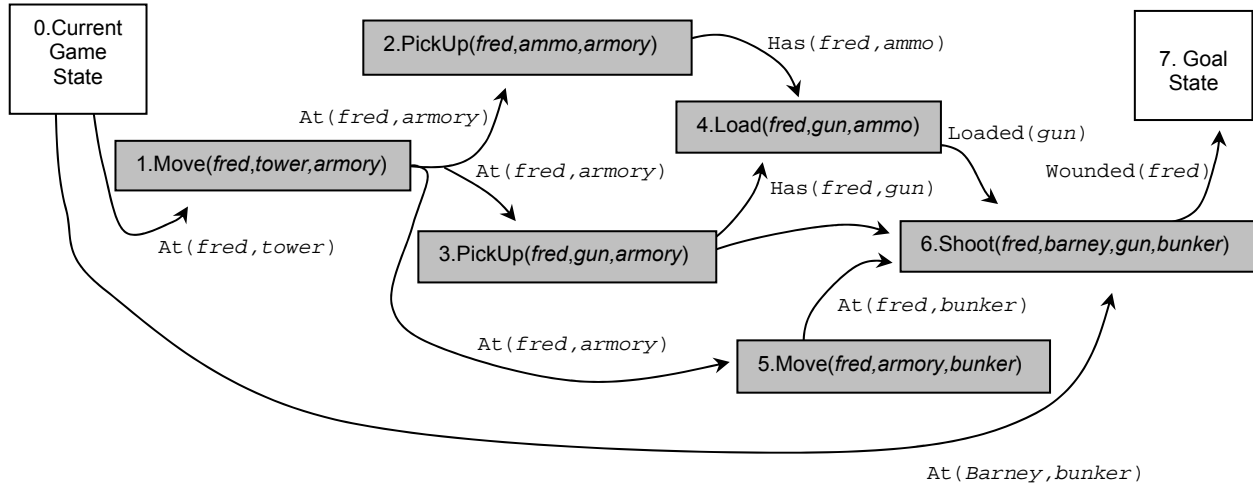 0.Current
Game
State
2.PickUp(fred,ammo,armory)
Has(fred,ammo)
7. Goal
State
At(fred,armory)
4.Load(fred,gun,ammo)
Loaded(gun)
1.Move(fred,tower,armory)
At(fred,armory)
Wounded(fred)
Has(fred,gun)
At(fred,tower)
3.PickUp(fred,gun,armory)
6.Shoot(fred,barney,gun,bunker)
At(fred,bunker)
At(fred,armory)
5.Move(fred,armory,bunker)
At(Barney,bunker)